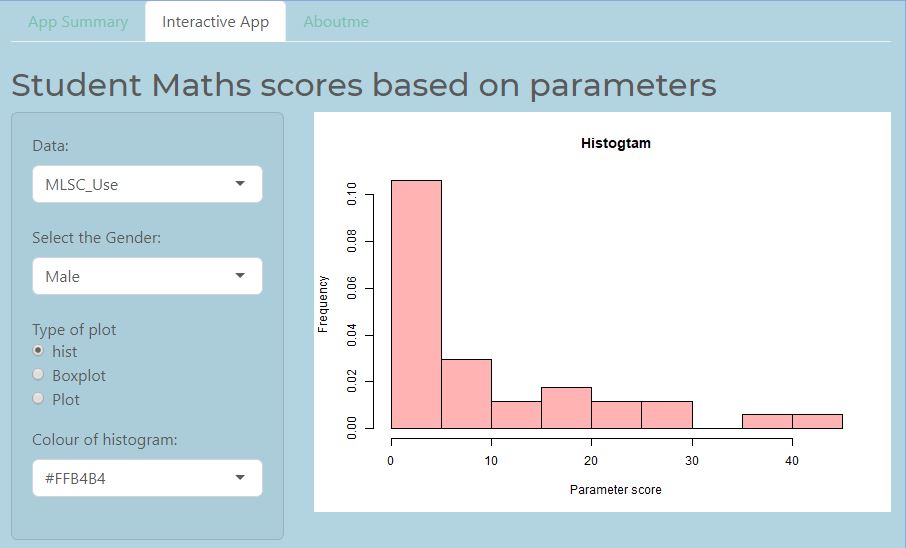 App Summary Interactive App Aboutme
Student Maths scores based on parameters
Data:
MLSC_Use
Select the Gender:
Male
Type of plot
hist
Boxplot
Plot
Colour of histogram:
#FFB4B4
Histogtam
Frequency
0.10
0.08
0.06
0.04
0.02
0.00
0 10 20 30 40
Parameter score